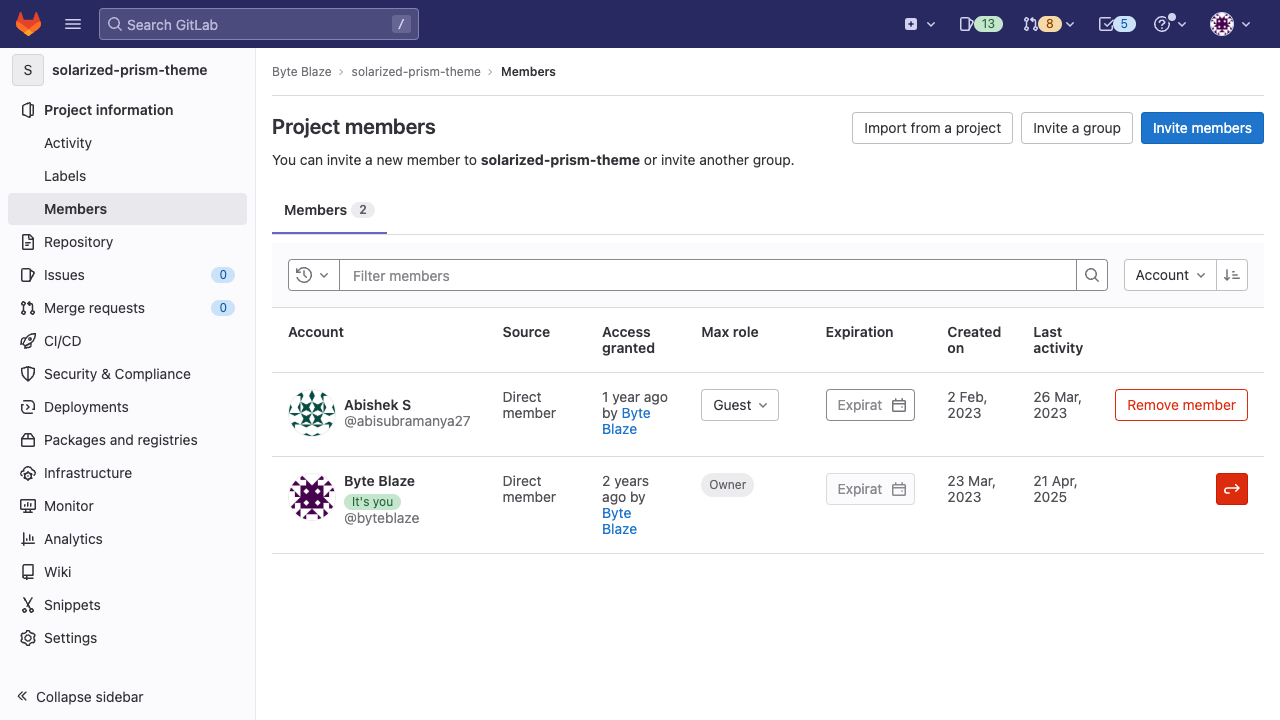 Search GitLab
/
13
8
5
S
solarized-prism-theme
Project information
Activity
Labels
Members
Repository
Issues
0
Merge requests
0
CI/CD
Security & Compliance
Deployments
Packages and registries
Infrastructure
Monitor
Analytics
Wiki
Snippets
Settings
Collapse sidebar
Byte Blaze
solarized-prism-theme
Members
Project members
Import from a project
Invite a group
Invite members
You can invite a new member to solarized-prism-theme or invite another group.
Members 2
Filter members
Account
Account
Source
Access
granted
Max role
Expiration
Created
on
Last
activity
Abishek S
@abisubramanya27
Direct
member
1 year ago
by Byte
Blaze
Guest
Expirat
2 Feb,
2023
26 Mar,
2023
Remove member
Byte Blaze
It's you
@byteblaze
Direct
member
2 years
ago by
Byte
Blaze
Owner
Expirat
23 Mar,
2023
21 Apr,
2025